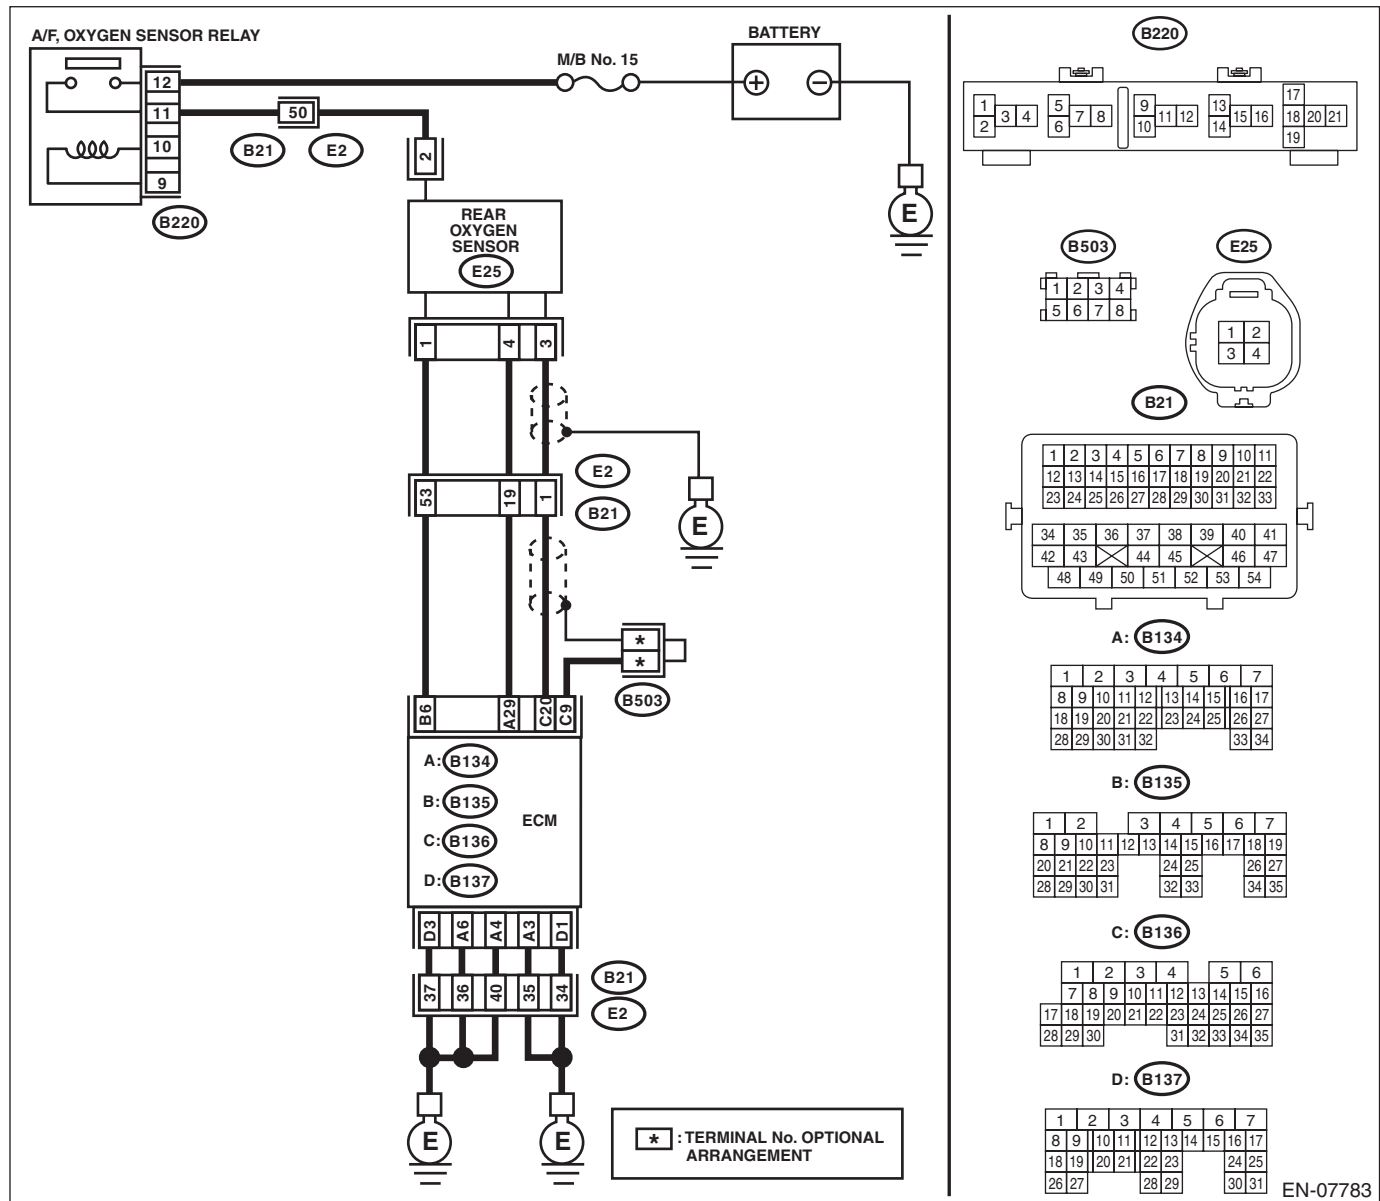 A/F, OXYGEN SENSOR RELAY
BATTERY
M/B No. 15
12
11
10
9
50
B21
E2
B220
2
+
−
E
REAR
OXYGEN
SENSOR
E25
1
4
3
E2
B21
53
19
1
E
*
*
B503
B6
A29
C20
C9
A: B134
B: B135
C: B136
D: B137
ECM
D3
A6
A4
A3
D1
37
36
40
35
34
B21
E2
E
E
* : TERMINAL No. OPTIONAL
ARRANGEMENT
B220
1 5 9 13 17
3 4 7 8 11 12 15 16 18 20 21
2 6 10 14 19
B503
1 2 3 4
5 6 7 8
E25
1 2
3 4
B21
1 2 3 4 5 6 7 8 9 10 11
12 13 14 15 16 17 18 19 20 21 22
23 24 25 26 27 28 29 30 31 32 33
34 35 36 37 38 39 40 41
42 43 44 45 46 47
48 49 50 51 52 53 54
A: B134
1 2 3 4 5 6 7
8 9 10 11 12 13 14 15 16 17
18 19 20 21 22 23 24 25 26 27
28 29 30 31 32 33 34
B: B135
1 2 3 4 5 6 7
8 9 10 11 12 13 14 15 16 17 18 19
20 21 22 23 24 25 26 27
28 29 30 31 32 33 34 35
C: B136
1 2 3 4 5 6
7 8 9 10 11 12 13 14 15 16
17 18 19 20 21 22 23 24 25 26 27
28 29 30 31 32 33 34 35
D: B137
1 2 3 4 5 6 7
8 9 10 11 12 13 14 15 16 17
18 19 20 21 22 23 24 25
26 27 28 29 30 31
EN-07783